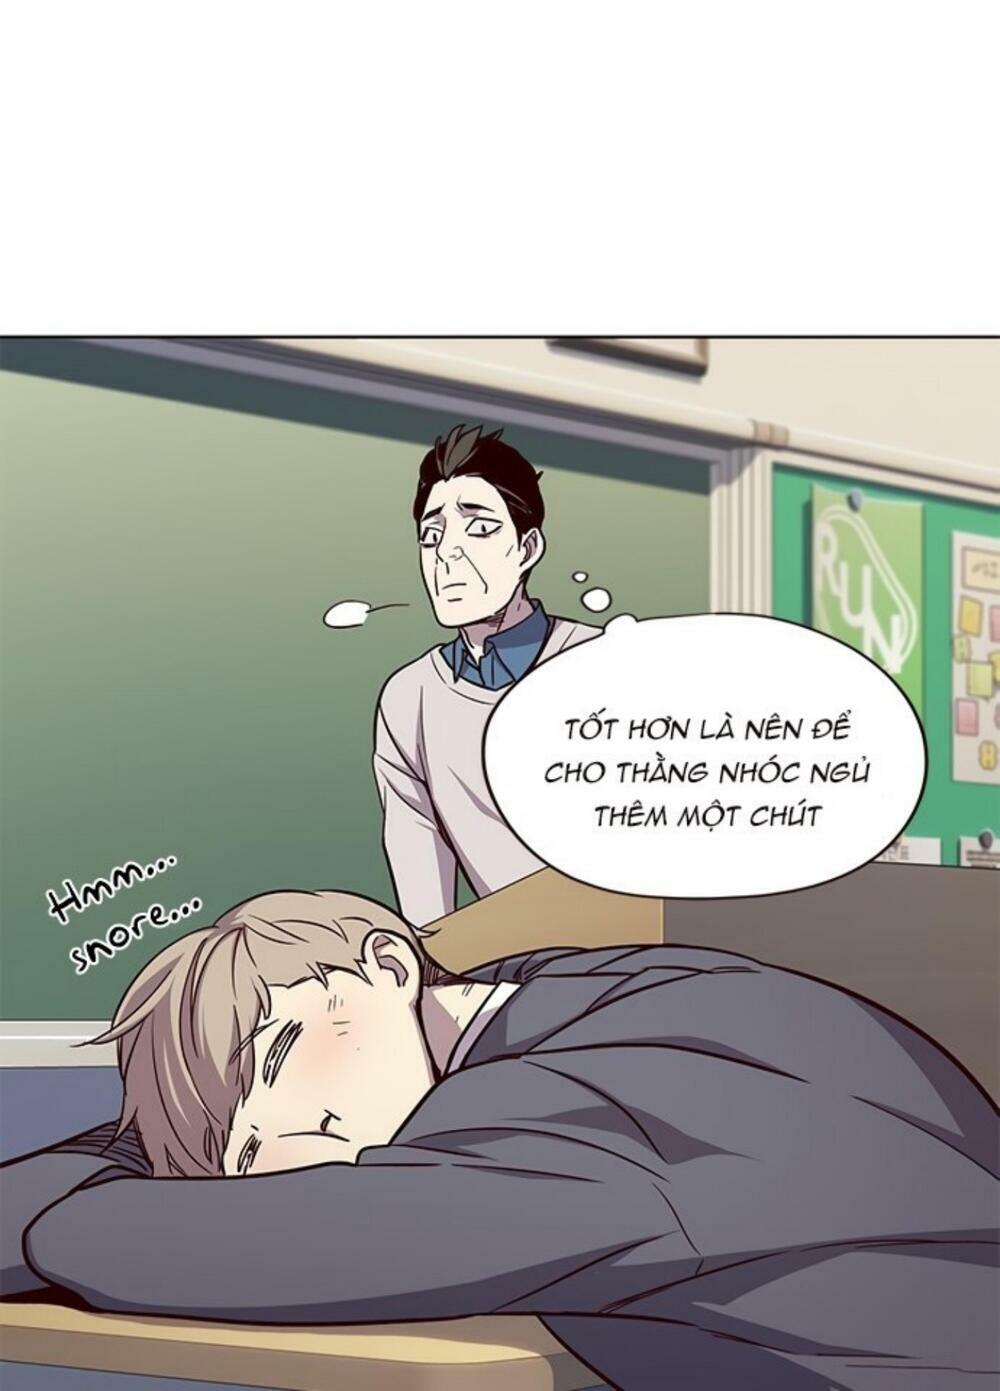 RUN
TỐT HƠN LÀ NÊN ĐỂ
CHO THẰNG NHÓC NGỦ
THÊM MỘT CHÚT
Hmm...
snore...